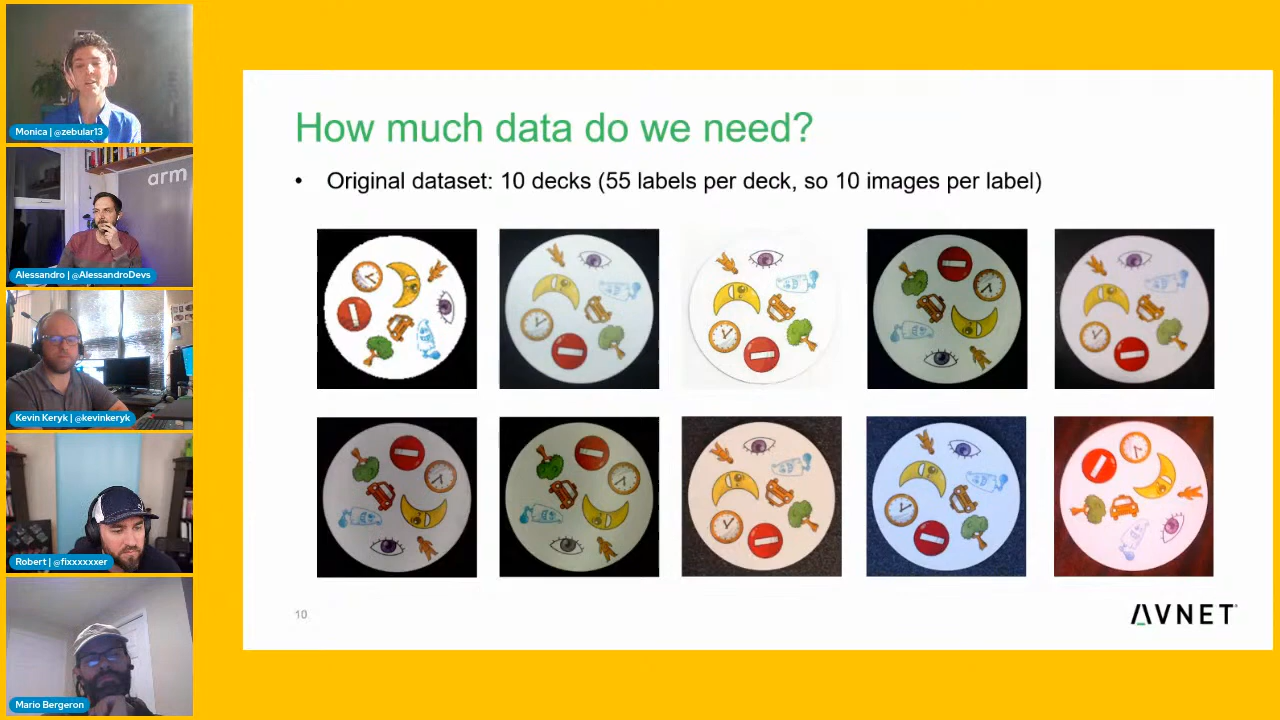 Monica | @zebular13
arm
Alessandro | @AlessandroDevs
Kevin Keryk | @kevinkeryk
Robert | @fixxxxxxer
Mario Bergeron
How much data do we need?
• Original dataset: 10 decks (55 labels per deck, so 10 images per label)
10
AVNET